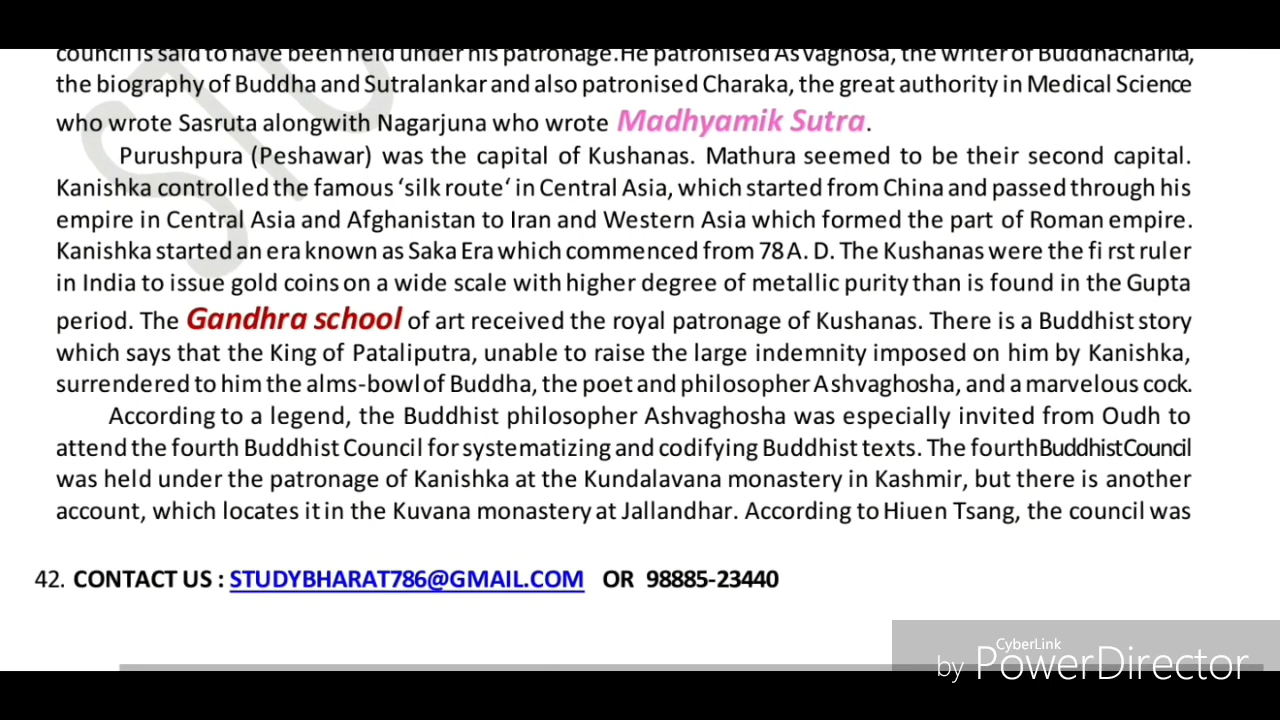 council is said to have been held under his patronage.He patronised Asvaghosa, the writer of Buddhacharita,
the biography of Buddha and Sutralankar and also patronised Charaka, the great authority in Medical Science
who wrote Sasruta alongwith Nagarjuna who wrote Madhyamik Sutra.
Purushpura (Peshawar) was the capital of Kushanas. Mathura seemed to be their second capital.
Kanishka controlled the famous ‘silk route‘ in Central Asia, which started from China and passed through his
empire in Central Asia and Afghanistan to Iran and Western Asia which formed the part of Roman empire.
Kanishka started an era known as Saka Era which commenced from 78 A. D. The Kushanas were the fi rst ruler
in India to issue gold coins on a wide scale with higher degree of metallic purity than is found in the Gupta
period. The Gandhra school of art received the royal patronage of Kushanas. There is a Buddhist story
which says that the King of Pataliputra, unable to raise the large indemnity imposed on him by Kanishka,
surrendered to him the alms-bowl of Buddha, the poet and philosopher Ashvaghosha, and a marvelous cock.
According to a legend, the Buddhist philosopher Ashvaghosha was especially invited from Oudh to
attend the fourth Buddhist Council for systematizing and codifying Buddhist texts. The fourth Buddhist Council
was held under the patronage of Kanishka at the Kundalavana monastery in Kashmir, but there is another
account, which locates it in the Kuvana monastery at Jallandhar. According to Hiuen Tsang, the council was
42. CONTACT US : STUDYBHARAT786@GMAIL.COM OR 98885-23440
CyberLink
by PowerDirector